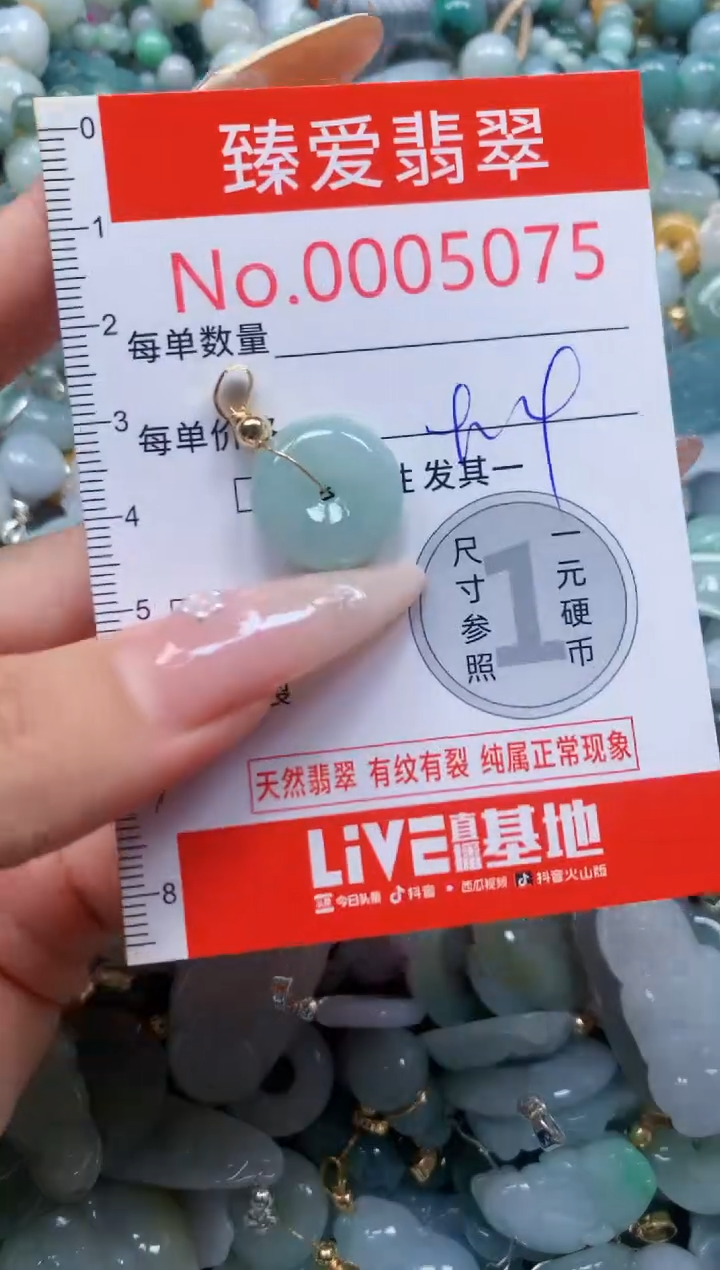 0
臻爱翡翠
1
No.0005075
2
每单数量
3
每单价
4
发其一
5
尺寸参照
1
一元硬币
天然翡翠 有纹有裂 纯属正常现象
LiVE直播基地
8
今日头条 抖音 西瓜视频 抖音火山版